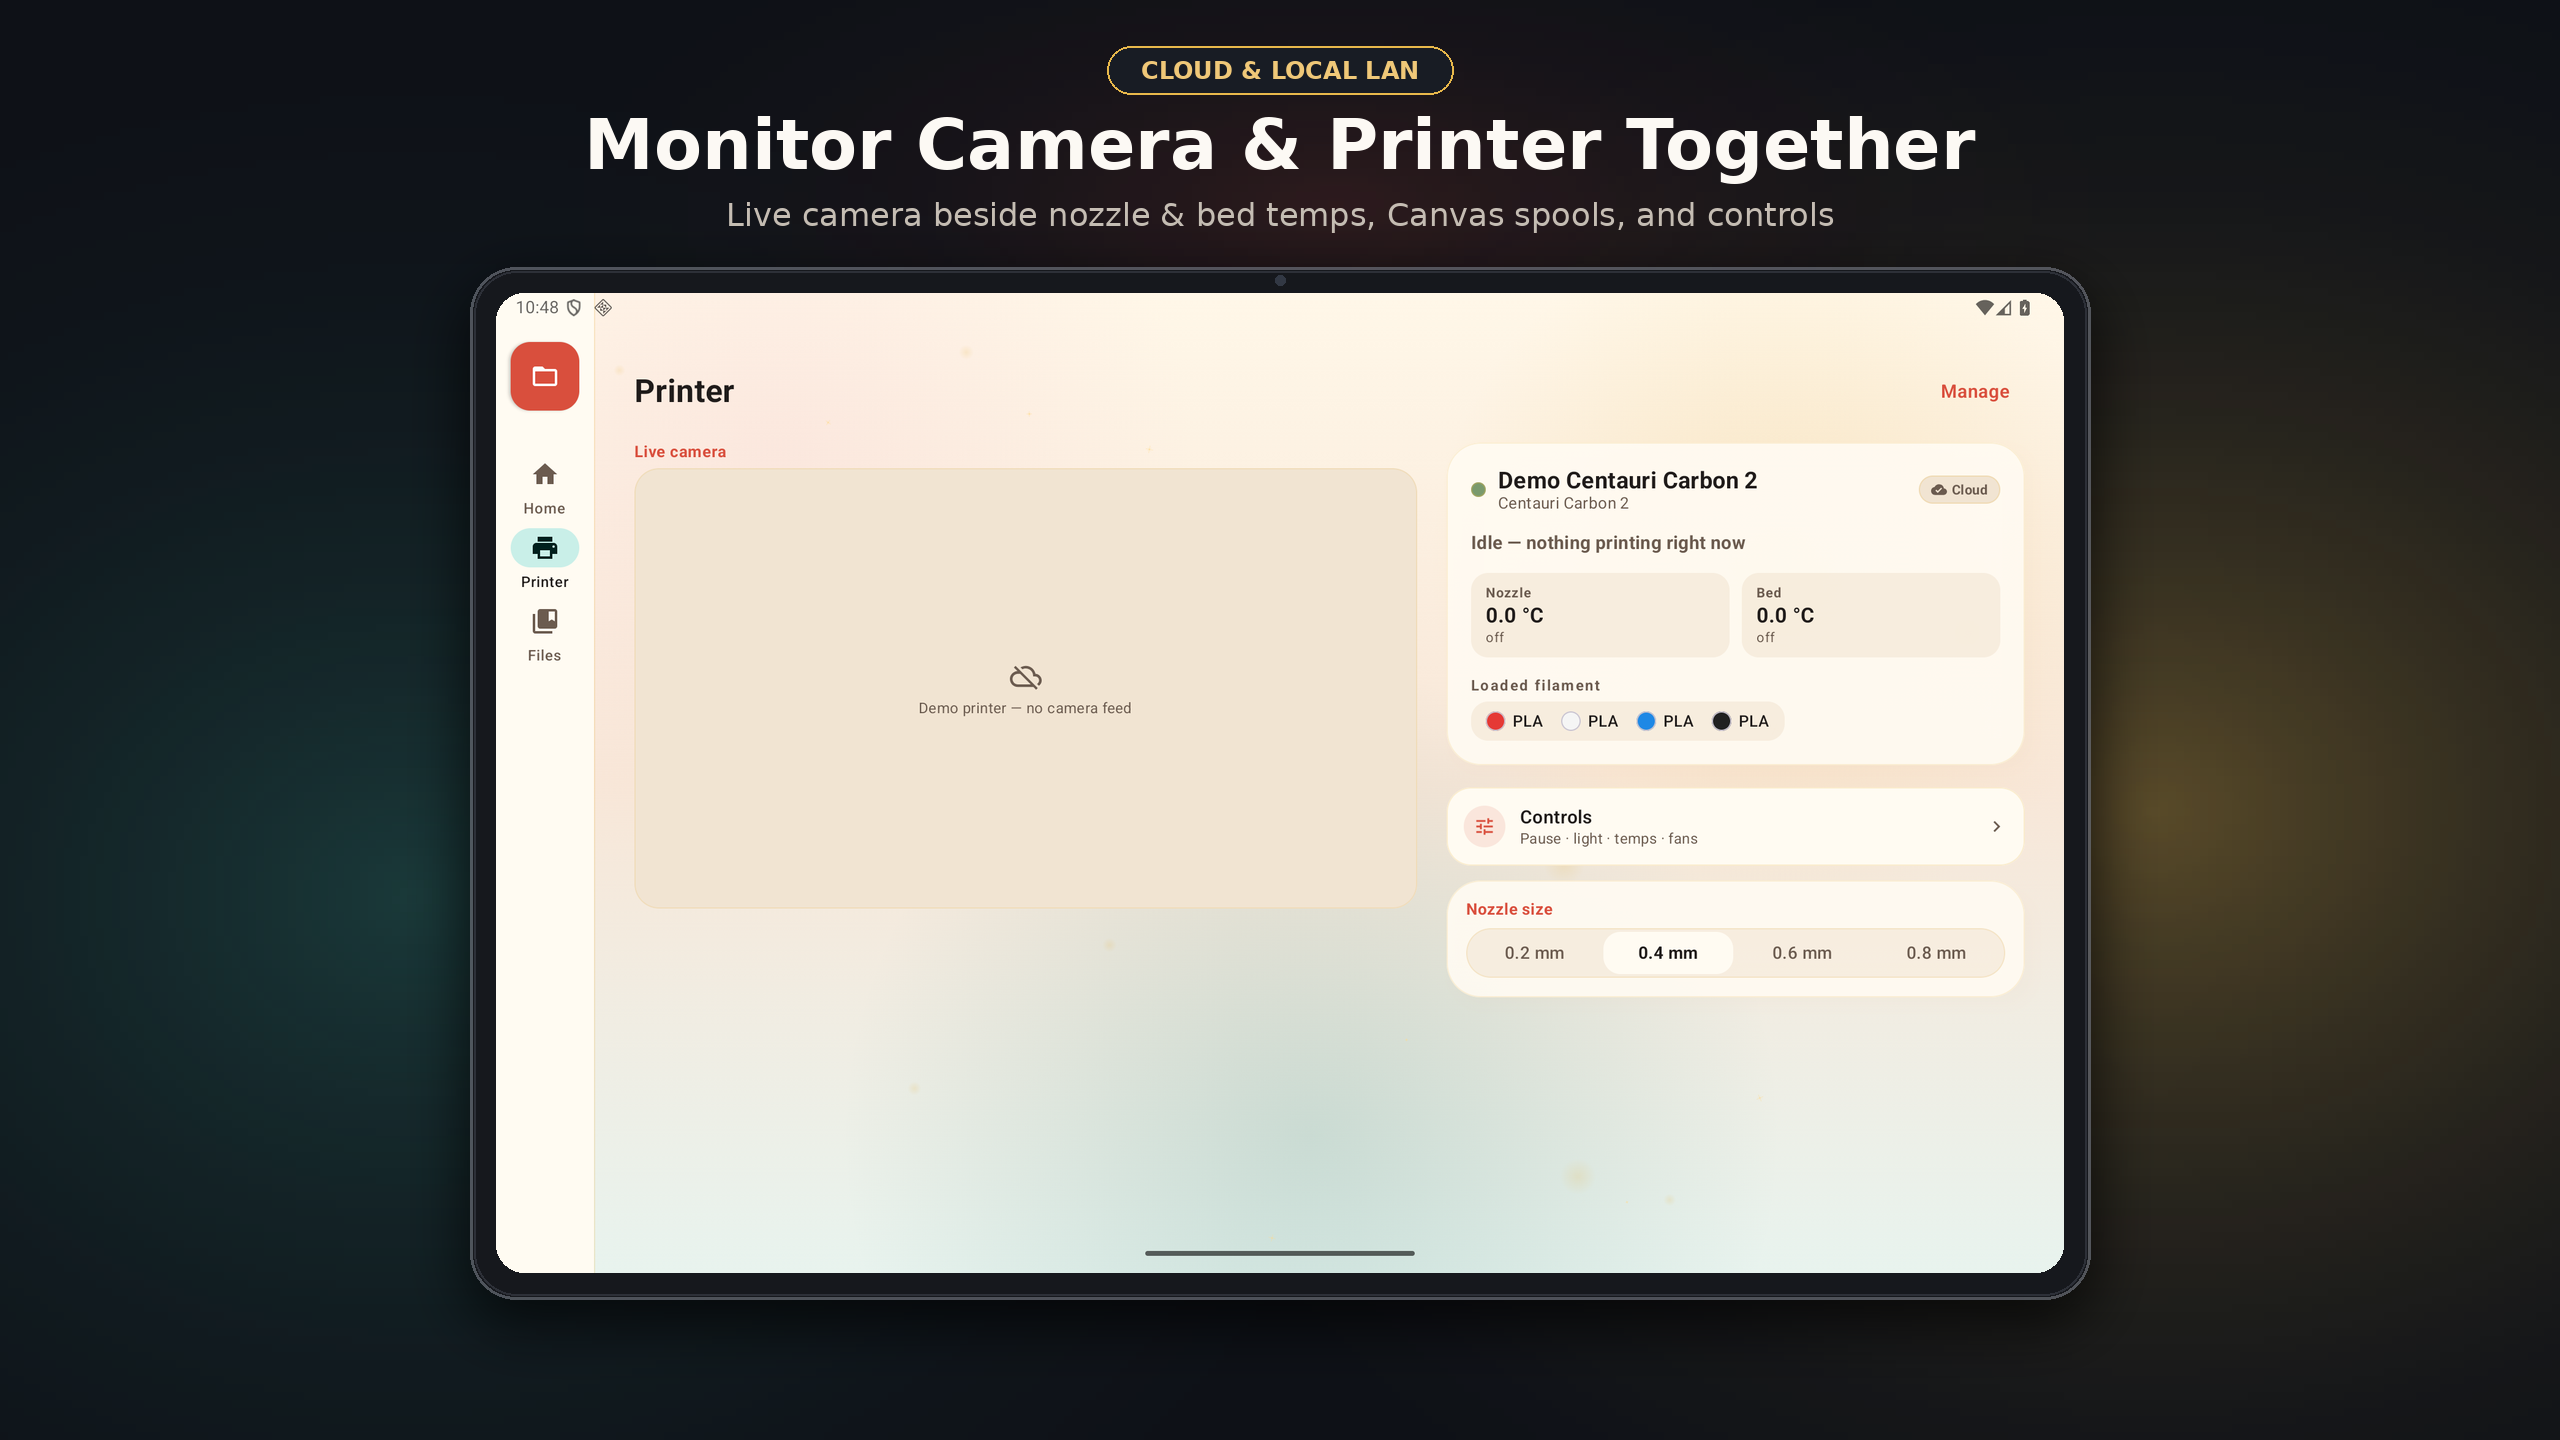 CLOUD & LOCAL LAN
Monitor Camera & Printer Together
Live camera beside nozzle & bed temps, Canvas spools, and controls
10:48
Home
Printer
Files
Printer
Manage
Live camera
Demo printer — no camera feed
Demo Centauri Carbon 2
Centauri Carbon 2
Cloud
Idle — nothing printing right now
Nozzle
0.0 °C
off
Bed
0.0 °C
off
Loaded filament
PLA PLA PLA PLA
Controls
Pause · light · temps · fans
Nozzle size
0.2 mm 0.4 mm 0.6 mm 0.8 mm